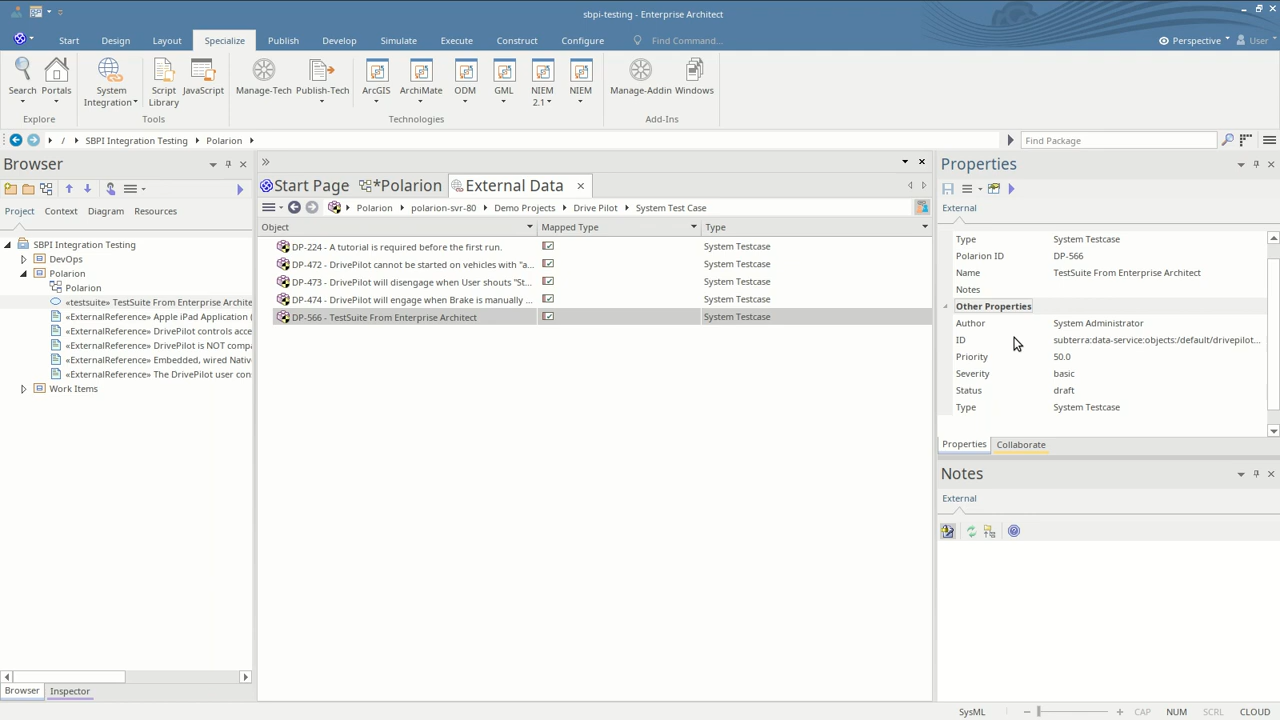 sbpi-testing - Enterprise Architect
Start Design Layout Specialize Publish Develop Simulate Execute Construct Configure Find Command... Perspective User
Search Portals System Integration Script Library JavaScript Manage-Tech Publish-Tech ArcGIS ArchiMate ODM GML NIEM 2.1 NIEM Manage-Addin Windows
Explore Tools Technologies Add-Ins
/ SBPI Integration Testing Polarion Find Package
Browser
Project Context Diagram Resources
SBPI Integration Testing
DevOps
Polarion
Polarion
«testsuite» TestSuite From Enterprise Archite
«ExternalReference» Apple iPad Application (
«ExternalReference» DrivePilot controls acce
«ExternalReference» DrivePilot is NOT compa
«ExternalReference» Embedded, wired Nativ
«ExternalReference» The DrivePilot user con
Work Items
Browser Inspector
Start Page *Polarion External Data
Polarion polarion-svr-80 Demo Projects Drive Pilot System Test Case
Object Mapped Type Type
DP-224 - A tutorial is required before the first run. System Testcase
DP-472 - DrivePilot cannot be started on vehicles with "a... System Testcase
DP-473 - DrivePilot will disengage when User shouts "St... System Testcase
DP-474 - DrivePilot will engage when Brake is manually ... System Testcase
DP-566 - TestSuite From Enterprise Architect System Testcase
Properties
External
Type System Testcase
Polarion ID DP-566
Name TestSuite From Enterprise Architect
Notes
Other Properties
Author System Administrator
ID subterra:data-service:objects:/default/drivepilot...
Priority 50.0
Severity basic
Status draft
Type System Testcase
Properties Collaborate
Notes
External
SysML CAP NUM SCRL CLOUD